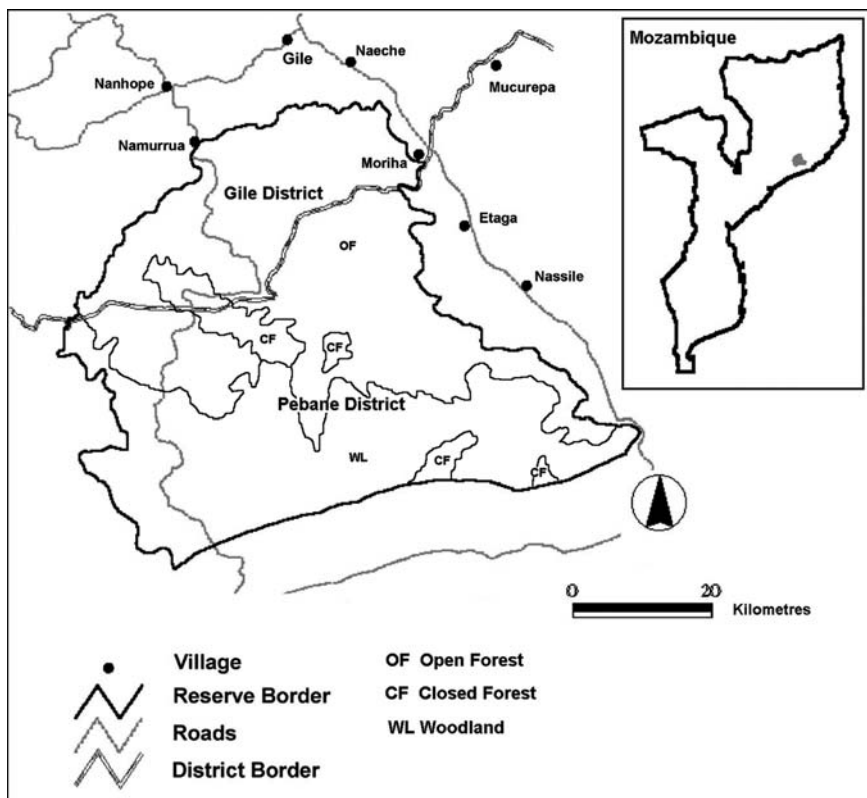 Mozambique
Gile
Naeche
Nanhope
Mucurepa
Namurrua
Moriha
Gile District
Etaga
OF
Nassile
CF
CF
Pebane District
WL
CF
CF
0 20
Kilometres
Village
Reserve Border
Roads
District Border
OF Open Forest
CF Closed Forest
WL Woodland